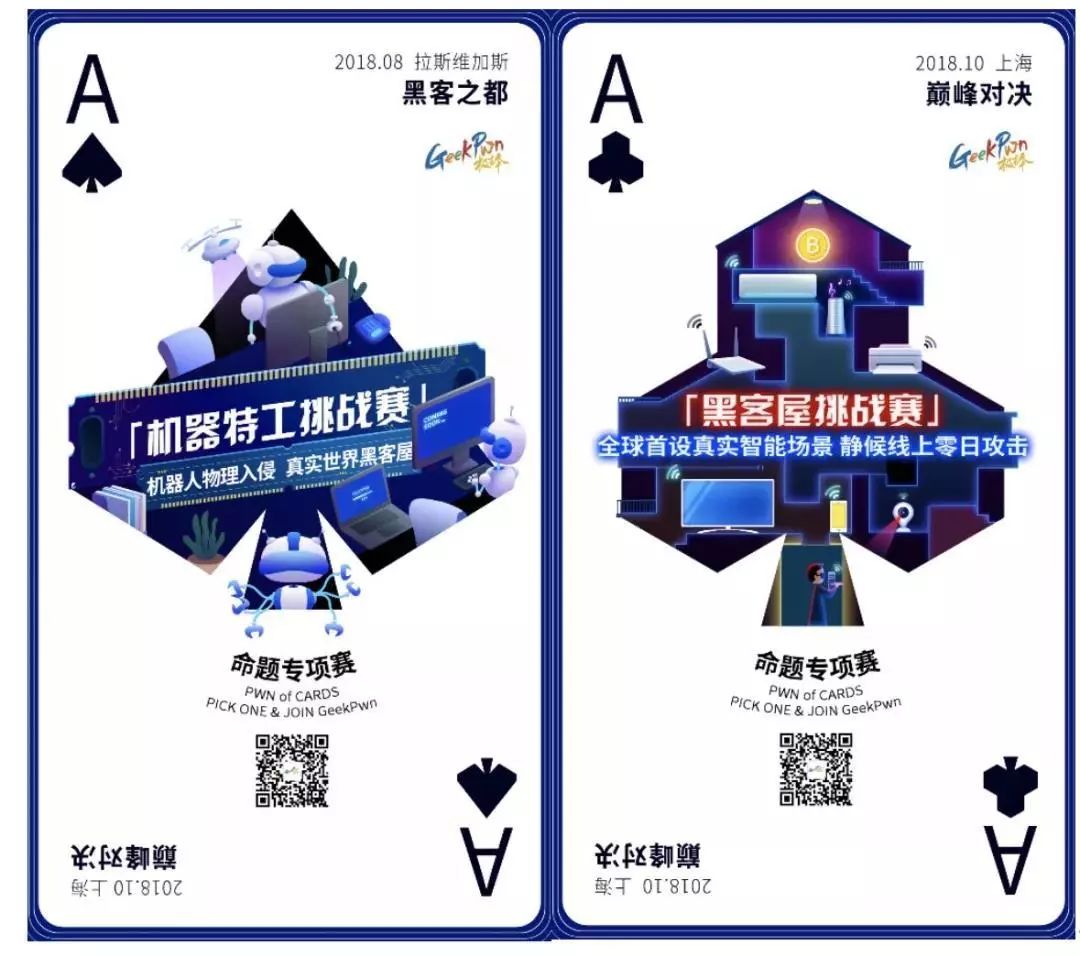 A
2018.08 拉斯维加斯
黑客之都
GeekPwn
极棒
「机器特工挑战赛」
机器人物理入侵 真实世界黑客屋
COMING
SOON
命题专项赛
PWN of CARDS
PICK ONE & JOIN GeekPwn
巅峰对决
2018.10 上海
A
A
2018.10 上海
巅峰对决
GeekPwn
极棒
B
「黑客屋挑战赛」
全球首设真实智能场景 静候线上零日攻击
命题专项赛
PWN of CARDS
PICK ONE & JOIN GeekPwn
巅峰对决
2018.10 上海
A